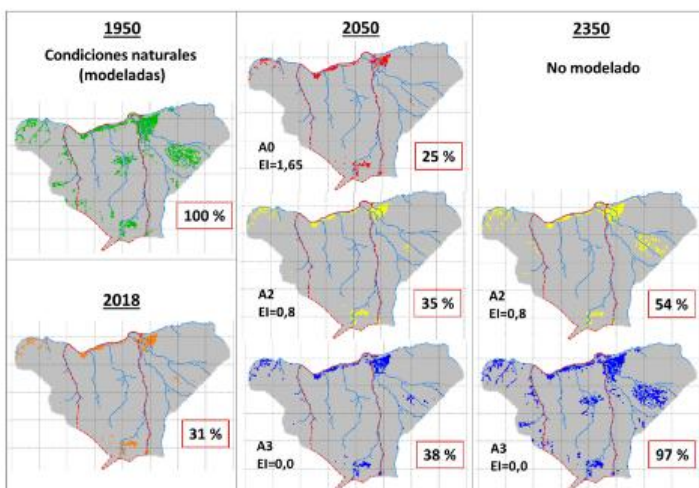 1950
Condiciones naturales
(modeladas)
100 %
2018
31 %
2050
A0
EI=1,65
25 %
A2
EI=0,8
35 %
A3
EI=0,0
38 %
2350
No modelado
A2
EI=0,8
54 %
A3
EI=0,0
97 %